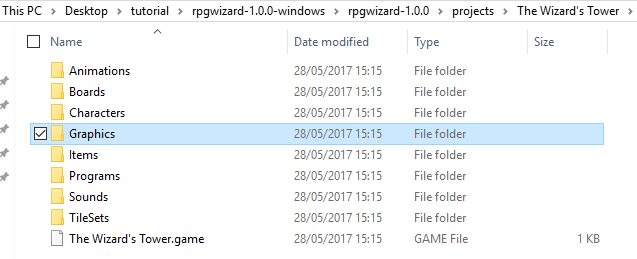 This PC > Desktop > tutorial > rpgwizard-1.0.0-windows > rpgwizard-1.0.0 > projects > The Wizard's Tower >
Name Date modified Type Size
Animations 28/05/2017 15:15 File folder
Boards 28/05/2017 15:15 File folder
Characters 28/05/2017 15:15 File folder
Graphics 28/05/2017 15:15 File folder
Items 28/05/2017 15:15 File folder
Programs 28/05/2017 15:15 File folder
Sounds 28/05/2017 15:15 File folder
TileSets 28/05/2017 15:15 File folder
The Wizard's Tower.game 28/05/2017 15:15 GAME File 1 KB